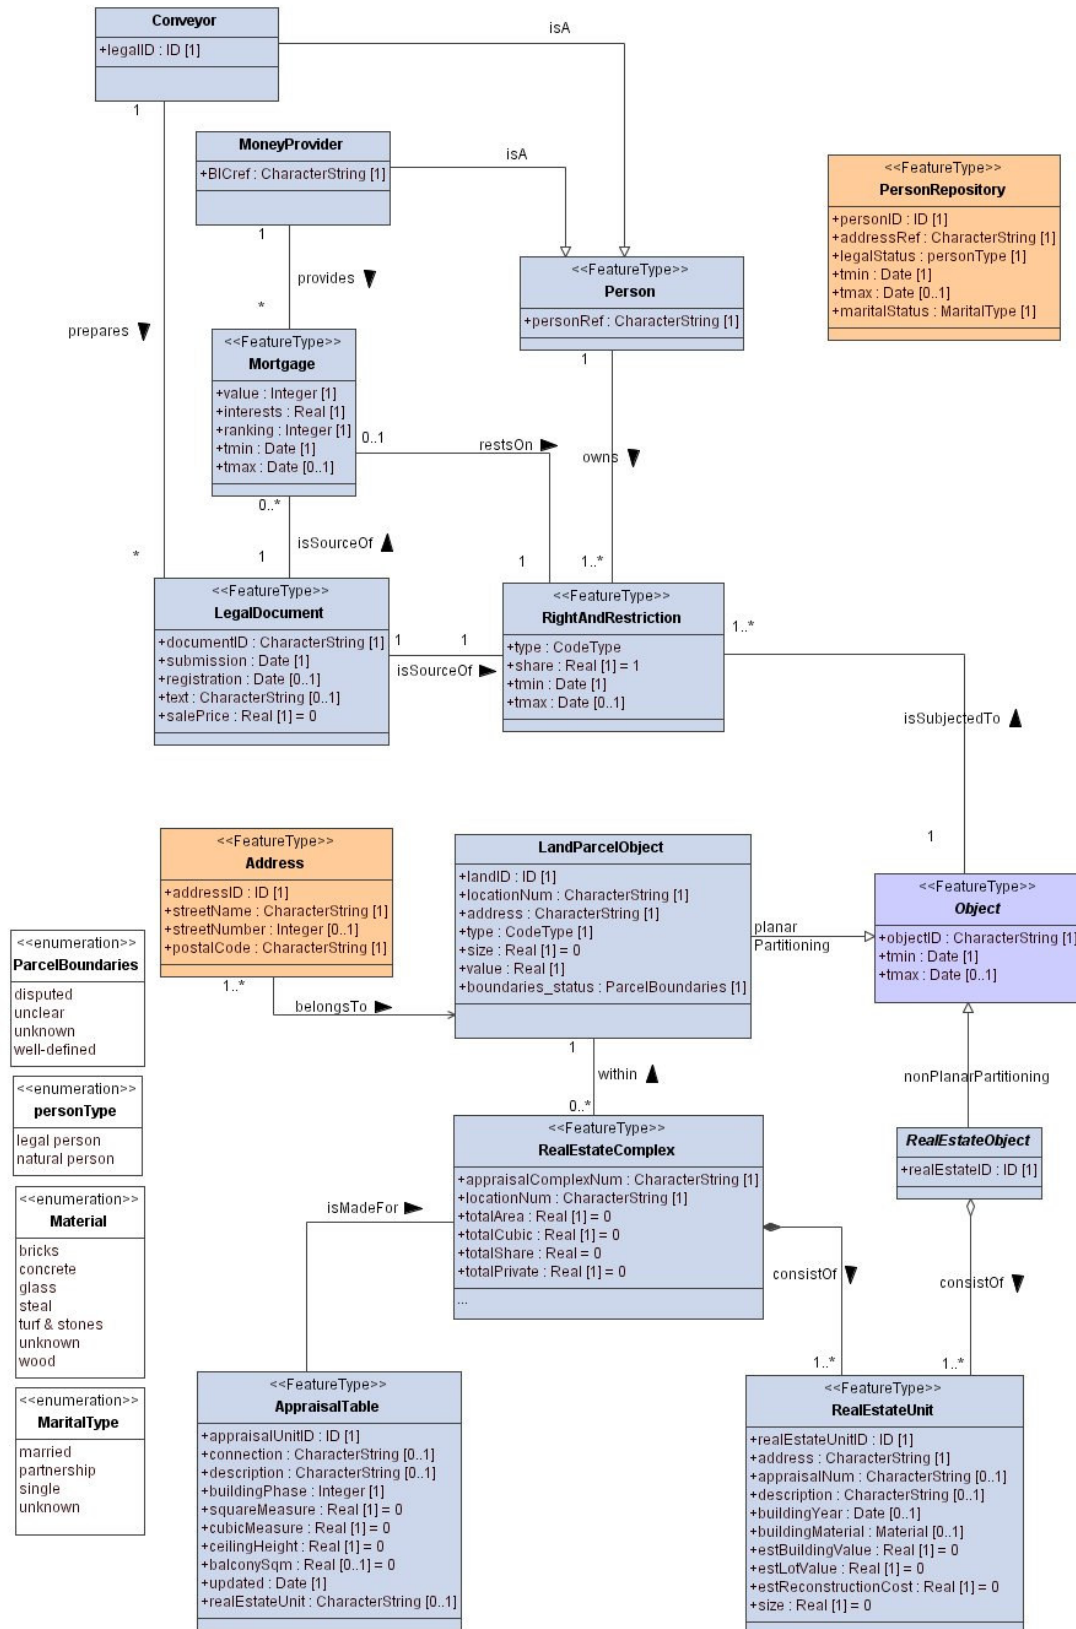 Conveyor
+legalID : ID [1]
isA
1
MoneyProvider
+BICref : CharacterString [1]
isA
1
<<FeatureType>>
PersonRepository
+personID : ID [1]
+addressRef : CharacterString [1]
+legalStatus : personType [1]
+tmin : Date [1]
+tmax : Date [0..1]
+maritalStatus : MaritalType [1]
<<FeatureType>>
Person
+personRef : CharacterString [1]
1
provides
*
prepares
<<FeatureType>>
Mortgage
+value : Integer [1]
+interests : Real [1]
+ranking : Integer [1]
+tmin : Date [1]
+tmax : Date [0..1]
0..1
restsOn
owns
0..*
isSourceOf
*
1
1
1..*
<<FeatureType>>
LegalDocument
+documentID : CharacterString [1]
+submission : Date [1]
+registration : Date [0..1]
+text : CharacterString [0..1]
+salePrice : Real [1] = 0
1
1
isSourceOf
<<FeatureType>>
RightAndRestriction
+type : CodeType
+share : Real [1] = 1
+tmin : Date [1]
+tmax : Date [0..1]
1..*
isSubjectedTo
1
<<FeatureType>>
Address
+addressID : ID [1]
+streetName : CharacterString [1]
+streetNumber : Integer [0..1]
+postalCode : CharacterString [1]
1..*
belongsTo
LandParcelObject
+landID : ID [1]
+locationNum : CharacterString [1]
+address : CharacterString [1]
+type : CodeType [1]
+size : Real [1] = 0
+value : Real [1]
+boundaries_status : ParcelBoundaries [1]
planar
Partitioning
<<FeatureType>>
Object
+objectID : CharacterString [1]
+tmin : Date [1]
+tmax : Date [0..1]
<<enumeration>>
ParcelBoundaries
disputed
unclear
unknown
well-defined
1
within
0..*
nonPlanarPartitioning
<<enumeration>>
personType
legal person
natural person
<<FeatureType>>
RealEstateComplex
+appraisalComplexNum : CharacterString [1]
+locationNum : CharacterString [1]
+totalArea : Real [1] = 0
+totalCubic : Real [1] = 0
+totalShare : Real = 0
+totalPrivate : Real [1] = 0
...
RealEstateObject
+realEstateID : ID [1]
<<enumeration>>
Material
bricks
concrete
glass
steal
turf & stones
unknown
wood
isMadeFor
consistOf
consistOf
1..*
1..*
<<enumeration>>
MaritalType
married
partnership
single
unknown
<<FeatureType>>
AppraisalTable
+appraisalUnitID : ID [1]
+connection : CharacterString [0..1]
+description : CharacterString [0..1]
+buildingPhase : Integer [1]
+squareMeasure : Real [1] = 0
+cubicMeasure : Real [1] = 0
+ceilingHeight : Real [1] = 0
+balconySqm : Real [0..1] = 0
+updated : Date [1]
+realEstateUnit : CharacterString [0..1]
<<FeatureType>>
RealEstateUnit
+realEstateUnitID : ID [1]
+address : CharacterString [1]
+appraisalNum : CharacterString [0..1]
+description : CharacterString [0..1]
+buildingYear : Date [0..1]
+buildingMaterial : Material [0..1]
+estBuildingValue : Real [1] = 0
+estLotValue : Real [1] = 0
+estReconstructionCost : Real [1] = 0
+size : Real [1] = 0